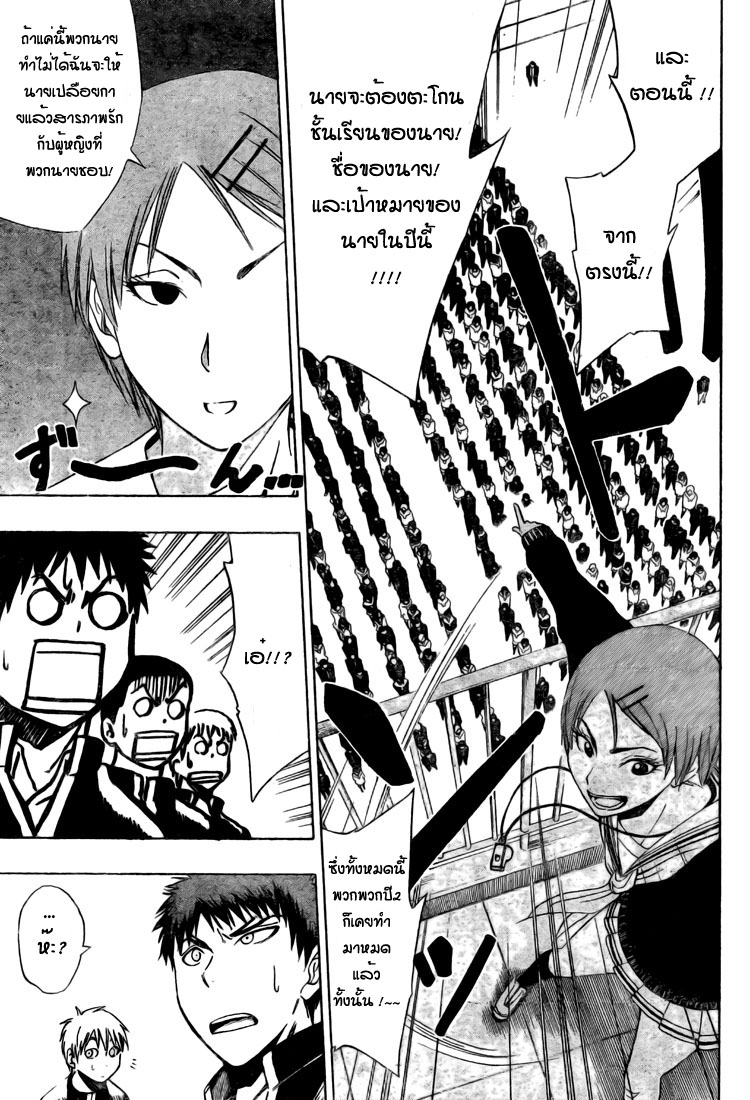 และ
ตอนนี้ !!
จาก
ตรงนี้!!
นายจะต้องตะโกน
ชั้นเรียนของนาย!
ชื่อของนาย!
และเป้าหมายของ
นายในปีนี้
!!!!
ซึ่งทั้งหมดนี้
พวกพวกปี2
ก็เคยทำ
มาหมด
แล้ว
ทั้งนั้น !~~
ถ้าแค่นี้พวกนาย
ทำไม่ได้ฉันจะให้
นายเปลือยกา
ยแล้วสารภาพรัก
กับผู้หญิงที่
พวกนายชอบ!
ず〜〜ん…
เอ๋!!?
...
ห๊ะ?